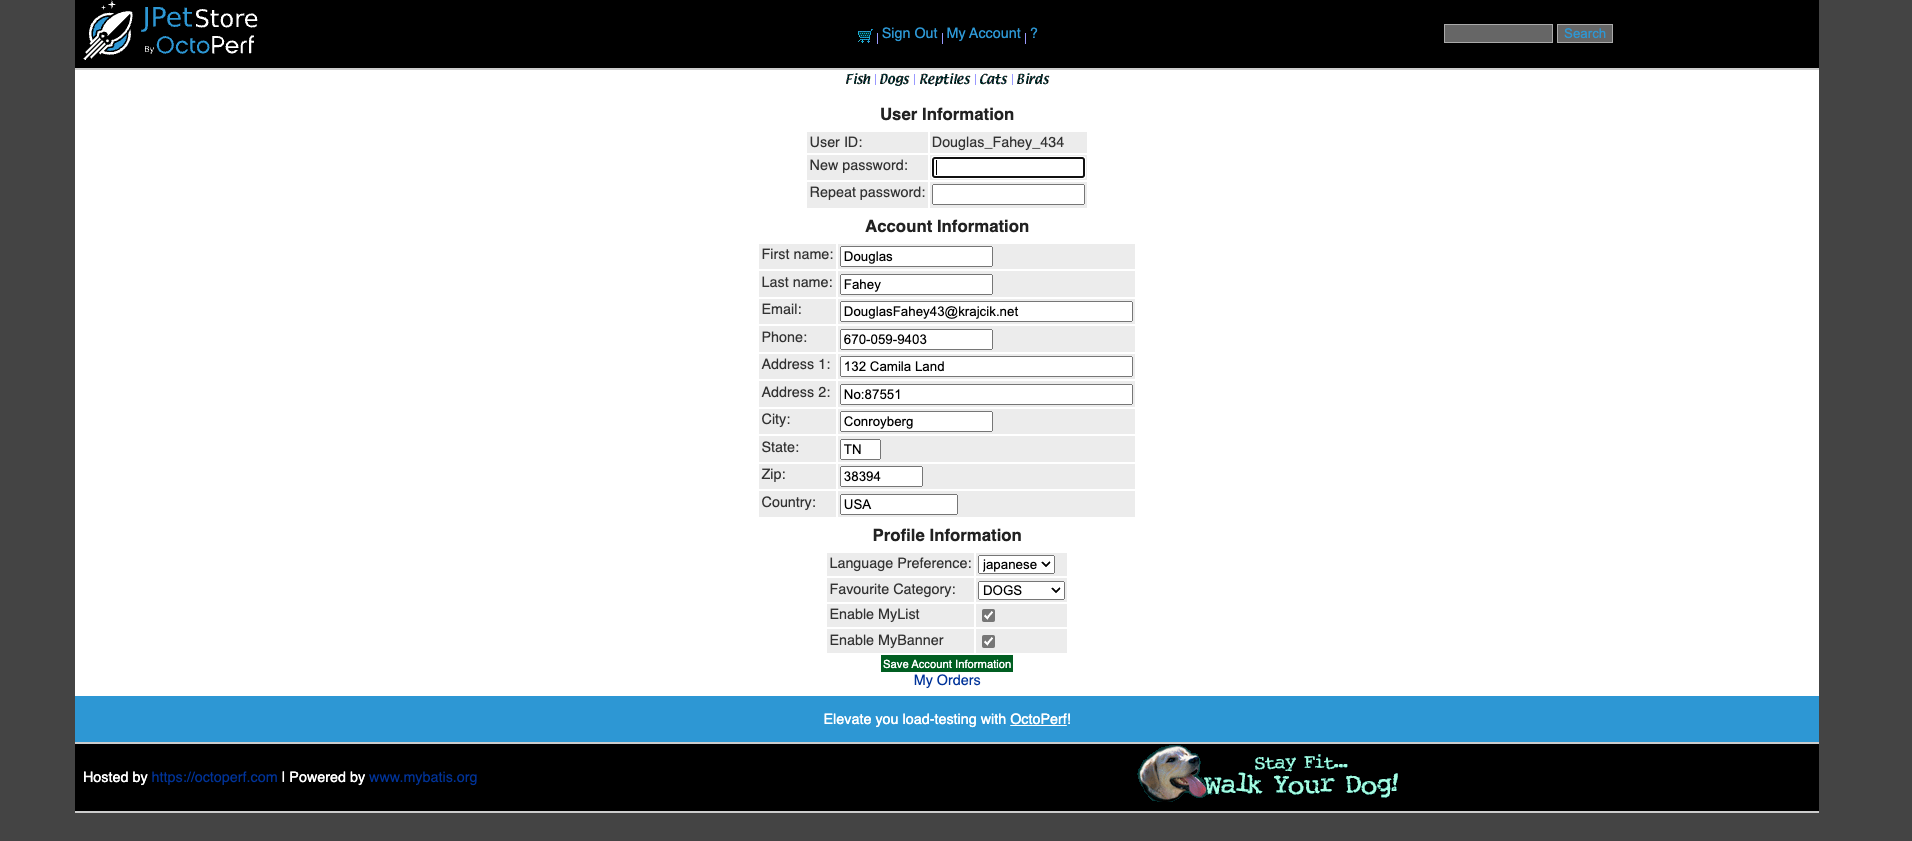 JPetStore
By OctoPerf
Sign Out | My Account | ?
Search
Fish | Dogs | Reptiles | Cats | Birds
User Information
User ID: Douglas_Fahey_434
New password:
Repeat password:
Account Information
First name: Douglas
Last name: Fahey
Email: DouglasFahey43@krajcik.net
Phone: 670-059-9403
Address 1: 132 Camila Land
Address 2: No:87551
City: Conroyberg
State: TN
Zip: 38394
Country: USA
Profile Information
Language Preference: japanese
Favourite Category: DOGS
Enable MyList
Enable MyBanner
Save Account Information
My Orders
Elevate you load-testing with OctoPerf!
Hosted by https://octoperf.com | Powered by www.mybatis.org
Stay Fit...
Walk Your Dog!